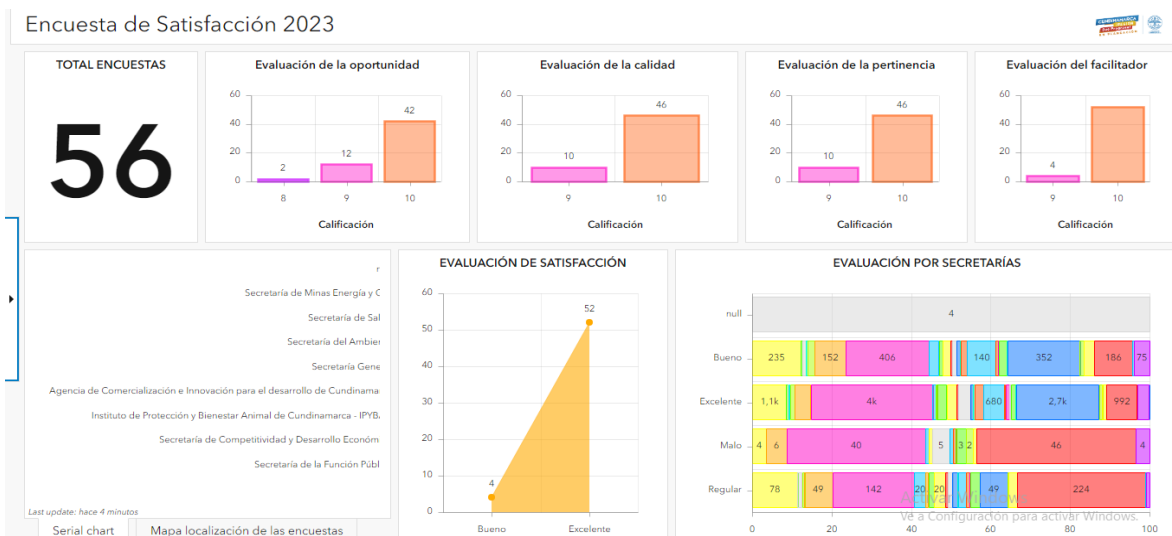 Encuesta de Satisfacción 2023
TOTAL ENCUESTAS
56
Evaluación de la oportunidad
60
40
20
0
2
12
42
8
9
10
Calificación
Evaluación de la calidad
60
40
20
0
10
46
9
10
Calificación
Evaluación de la pertinencia
60
40
20
0
10
46
9
10
Calificación
Evaluación del facilitador
60
40
20
0
4
9
10
Calificación
Secretaría de Minas Energía y
Secretaría de Sal
Secretaría del Ambier
Secretaría Gene
Agencia de Comercialización e Innovación para el desarrollo de Cundinama
Instituto de Protección y Bienestar Animal de Cundinamarca - IPYB
Secretaría de Competitividad y Desarrollo Económ
Secretaría de la Función Públ
Last update: hace 4 minutos
Serial chart
Mapa localización de las encuestas
EVALUACIÓN DE SATISFACCIÓN
60
50
40
30
20
10
0
4
52
Bueno
Excelente
EVALUACIÓN POR SECRETARÍAS
null 4
Bueno 235 152 406 140 352 186 75
Excelente 1,1k 4k 680 2,7k 992
Malo 4 6 40 5 3 2 46 4
Regular 78 49 142 20 20 49 224
Activar Windows
Ve a Configuración para activar Windows.
0 20 40 60 80 100